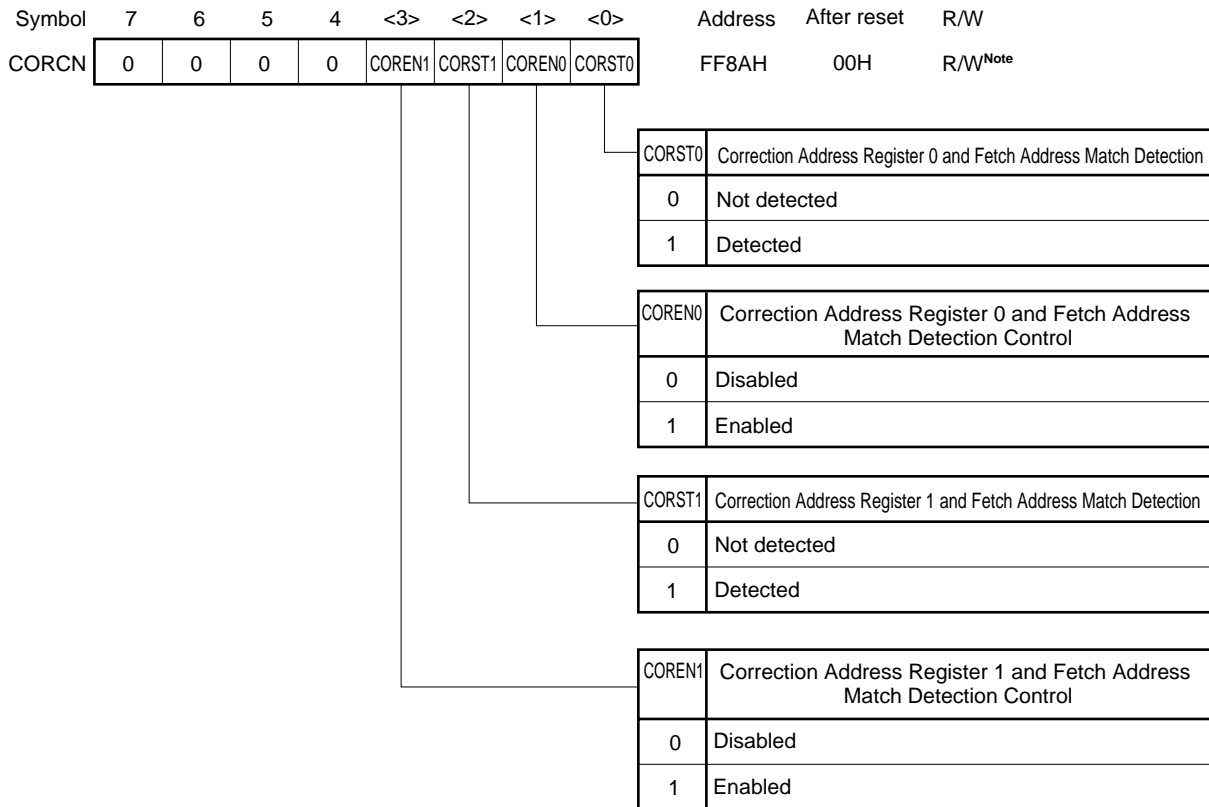 Symbol 7 6 5 4 <3> <2> <1> <0> Address After reset R/W
CORCN 0 0 0 0 COREN1 CORST1 COREN0 CORST0 FF8AH 00H R/WNote
CORST0 Correction Address Register 0 and Fetch Address Match Detection
0 Not detected
1 Detected
COREN0 Correction Address Register 0 and Fetch Address
Match Detection Control
0 Disabled
1 Enabled
CORST1 Correction Address Register 1 and Fetch Address Match Detection
0 Not detected
1 Detected
COREN1 Correction Address Register 1 and Fetch Address
Match Detection Control
0 Disabled
1 Enabled